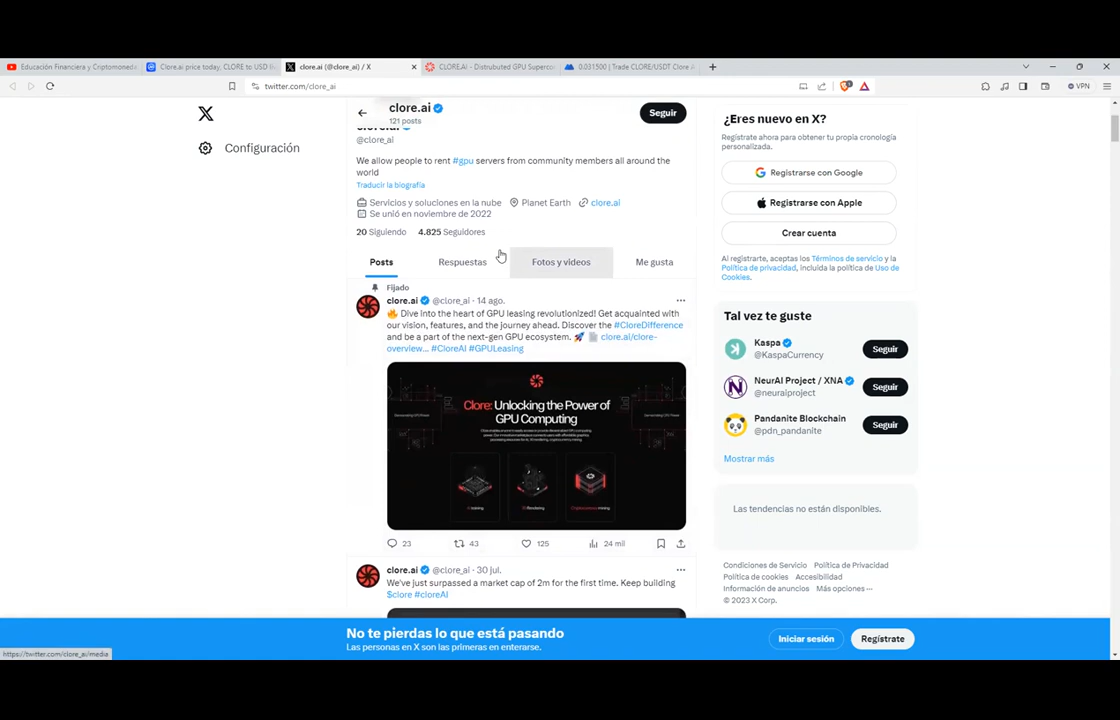 Educación Financiera y Criptomoneda
Clore.ai price today, CLORE to USD
clore.ai (@clore_ai) / X
CLORE.AI - Distrubuted GPU Superco
0.031500 | Trade CLORE/USDT Clore A
twitter.com/clore_ai
VPN
Configuración
clore.ai
121 posts
Seguir
@clore_ai
We allow people to rent #gpu servers from community members all around the
world
Traducir la biografía
Servicios y soluciones en la nube
Planet Earth
clore.ai
Se unió en noviembre de 2022
20 Siguiendo
4.825 Seguidores
Posts
Respuestas
Fotos y videos
Me gusta
Fijado
clore.ai @clore_ai · 14 ago.
🔥 Dive into the heart of GPU leasing revolutionized! Get acquainted with
our vision, features, and the journey ahead. Discover the #CloreDifference
and be a part of the next-gen GPU ecosystem. 🚀 📄 clore.ai/clore-
overview... #CloreAI #GPULeasing
Clore: Unlocking the Power of
GPU Computing
23
43
125
24 mil
clore.ai @clore_ai · 30 jul.
We've just surpassed a market cap of 2m for the first time. Keep building
$clore #cloreAI
¿Eres nuevo en X?
Regístrate ahora para obtener tu propia cronología
personalizada.
Registrarse con Google
Registrarse con Apple
Crear cuenta
Al registrarte, aceptas los Términos de servicio y la
Política de privacidad, incluida la política de Uso de
Cookies.
Tal vez te guste
Kaspa
@KaspaCurrency
Seguir
NeurAI Project / XNA
@neuraiproject
Seguir
Pandanite Blockchain
@pdn_pandanite
Seguir
Mostrar más
Las tendencias no están disponibles.
Condiciones de Servicio Política de Privacidad
Política de cookies Accesibilidad
Información de anuncios Más opciones ···
© 2023 X Corp.
No te pierdas lo que está pasando
Las personas en X son las primeras en enterarse.
Iniciar sesión
Regístrate
https://twitter.com/clore_ai/media